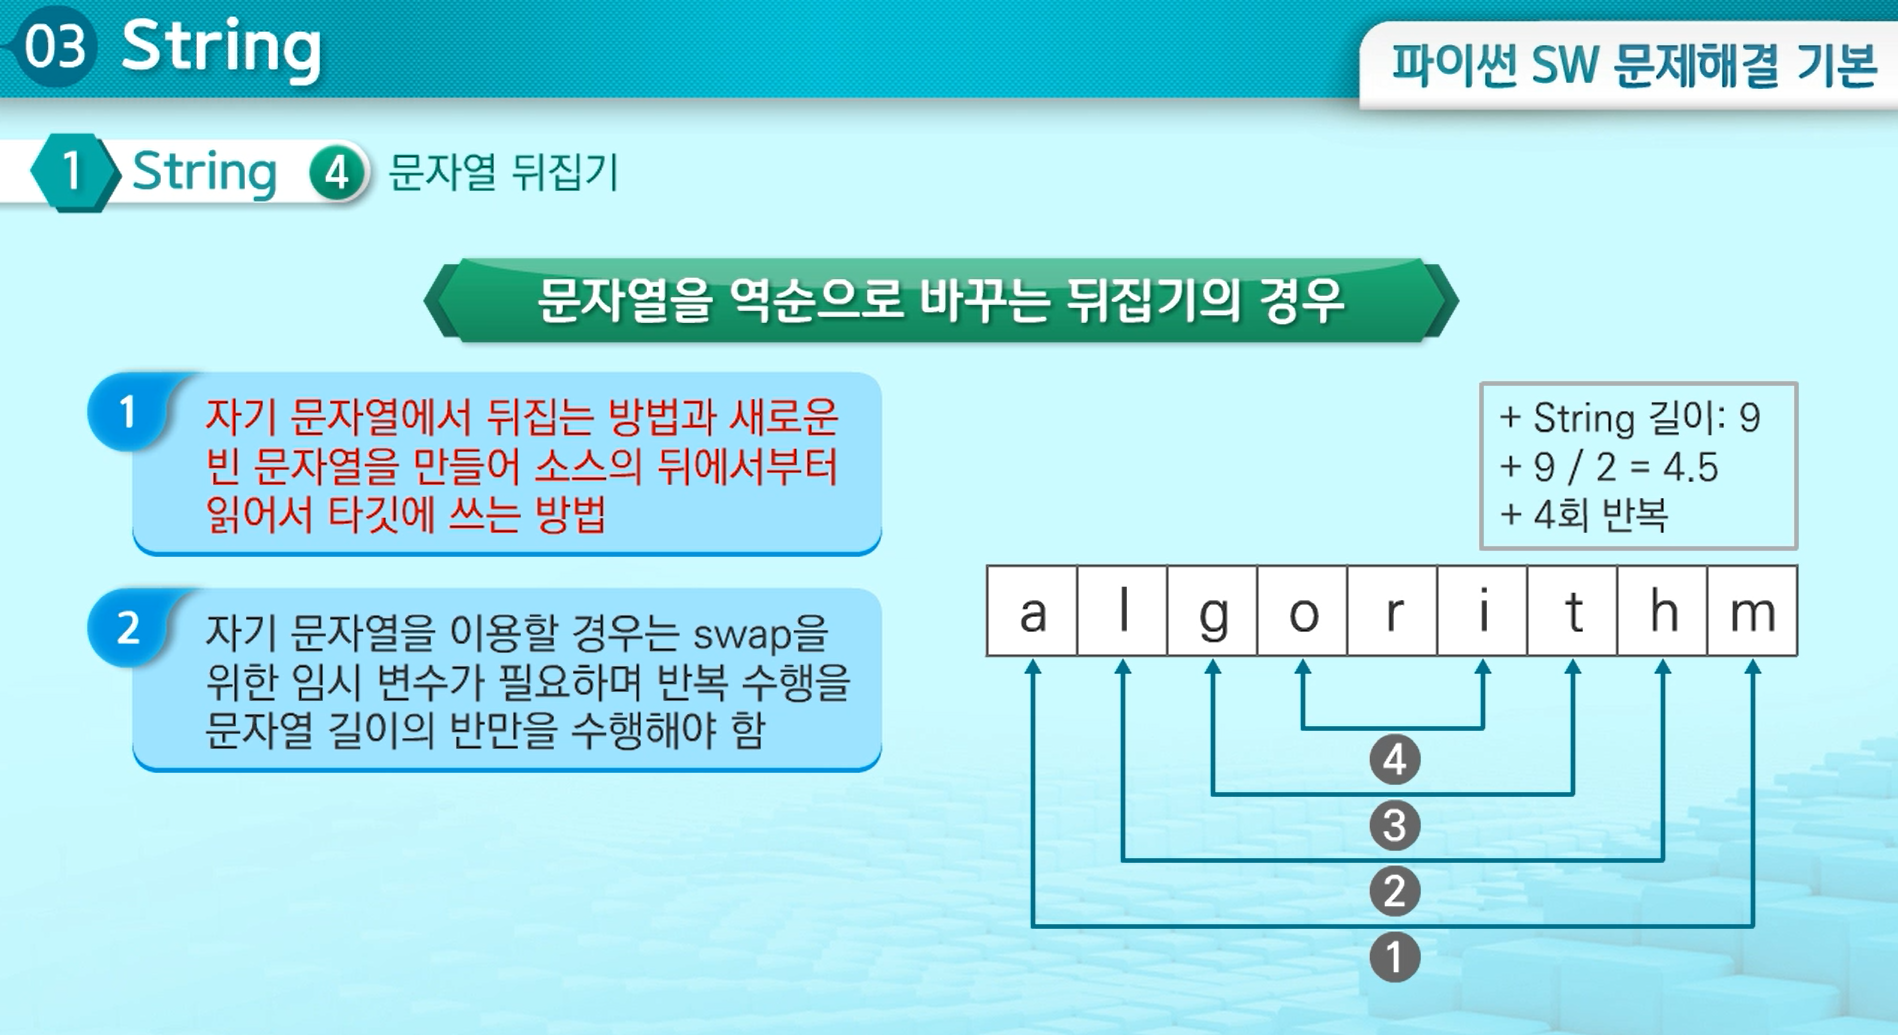 03 String
파이썬 SW 문제해결 기본
1 String 4 문자열 뒤집기
문자열을 역순으로 바꾸는 뒤집기의 경우
1
자기 문자열에서 뒤집는 방법과 새로운
빈 문자열을 만들어 소스의 뒤에서부터
읽어서 타깃에 쓰는 방법
2
자기 문자열을 이용할 경우는 swap을
위한 임시 변수가 필요하며 반복 수행을
문자열 길이의 반만을 수행해야 함
+ String 길이: 9
+ 9 / 2 = 4.5
+ 4회 반복
a l g o r i t h m
4
3
2
1